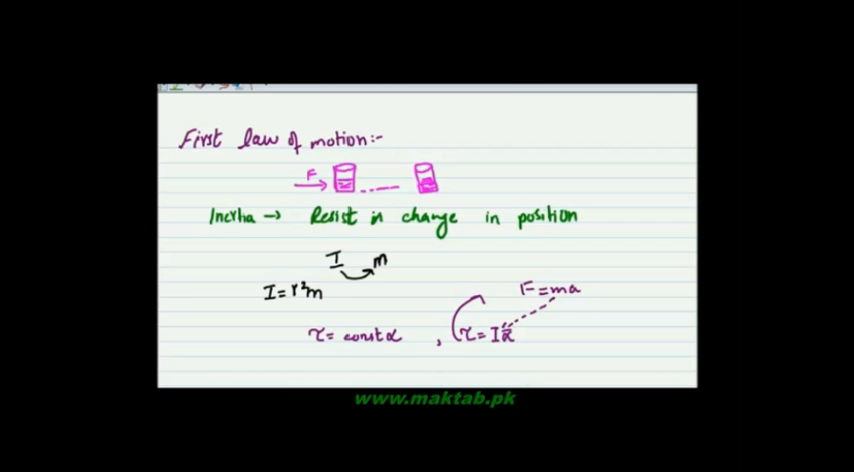 First law of motion:-
F
Inertia → Resist in change in position
I m
I = r²m
F = ma
τ = const α , τ = Iα
www.maktab.pk